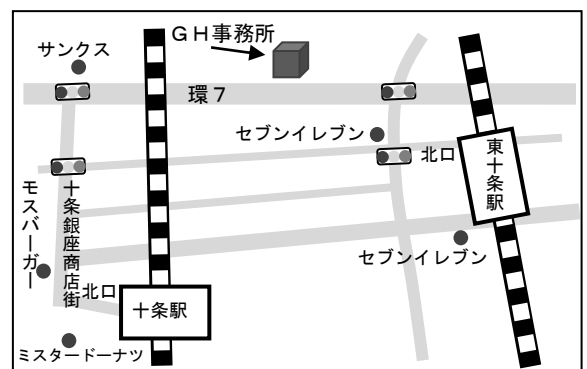 GH事務所
サンクス
環7
セブンイレブン
北口
東十条駅
モスバーガー
十条銀座商店街
セブンイレブン
北口
十条駅
ミスタードーナツ